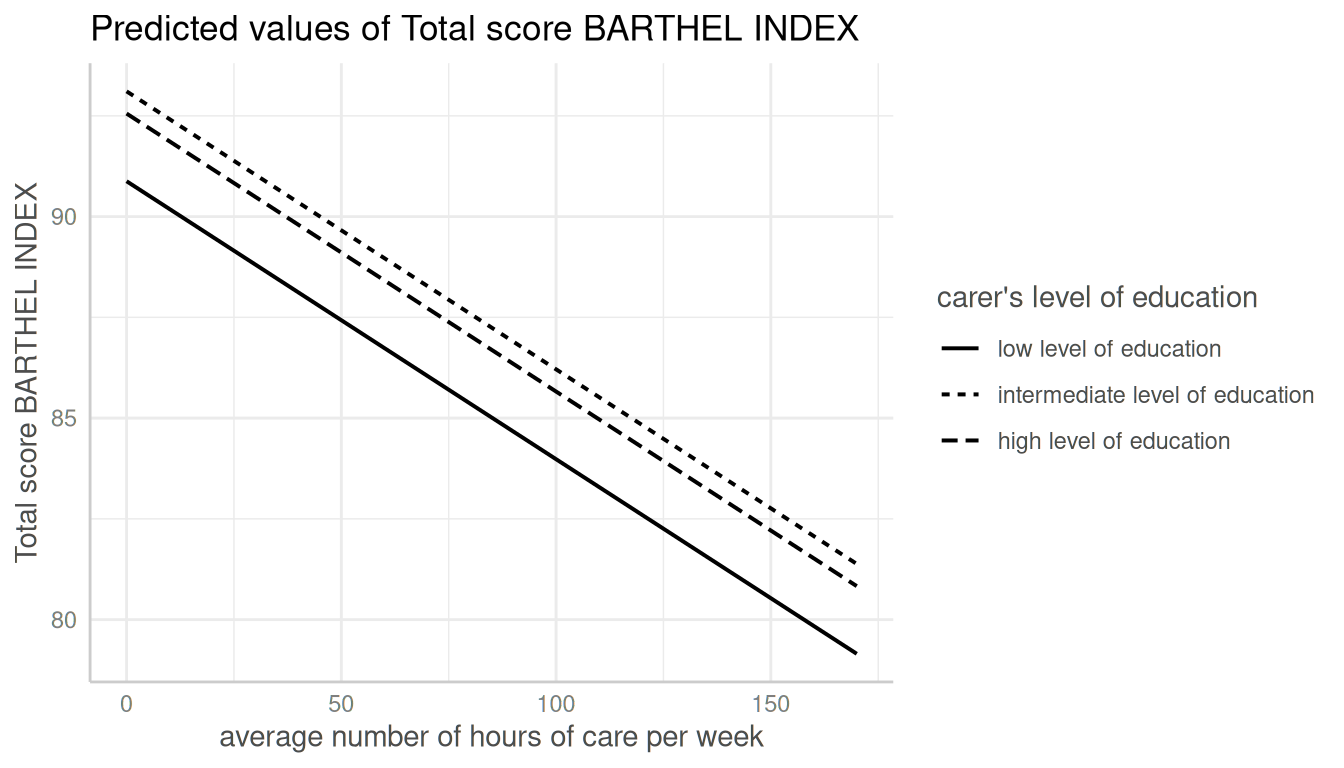 Predicted values of Total score BARTHEL INDEX
Total score BARTHEL INDEX
90
85
80
0 50 100 150
average number of hours of care per week
carer's level of education
low level of education
intermediate level of education
high level of education